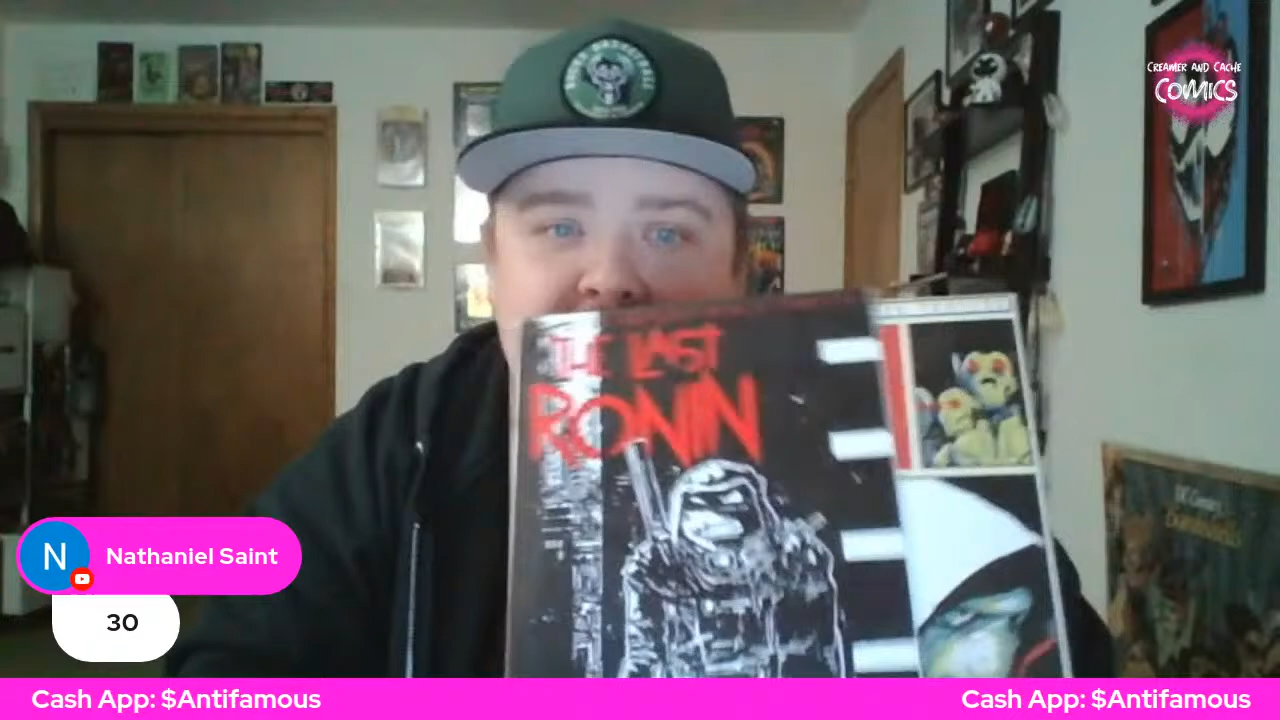 CREAMER AND CACHE
COMICS
THE LAST
RONIN
N
Nathaniel Saint
30
Cash App: $Antifamous
Cash App: $Antifamous